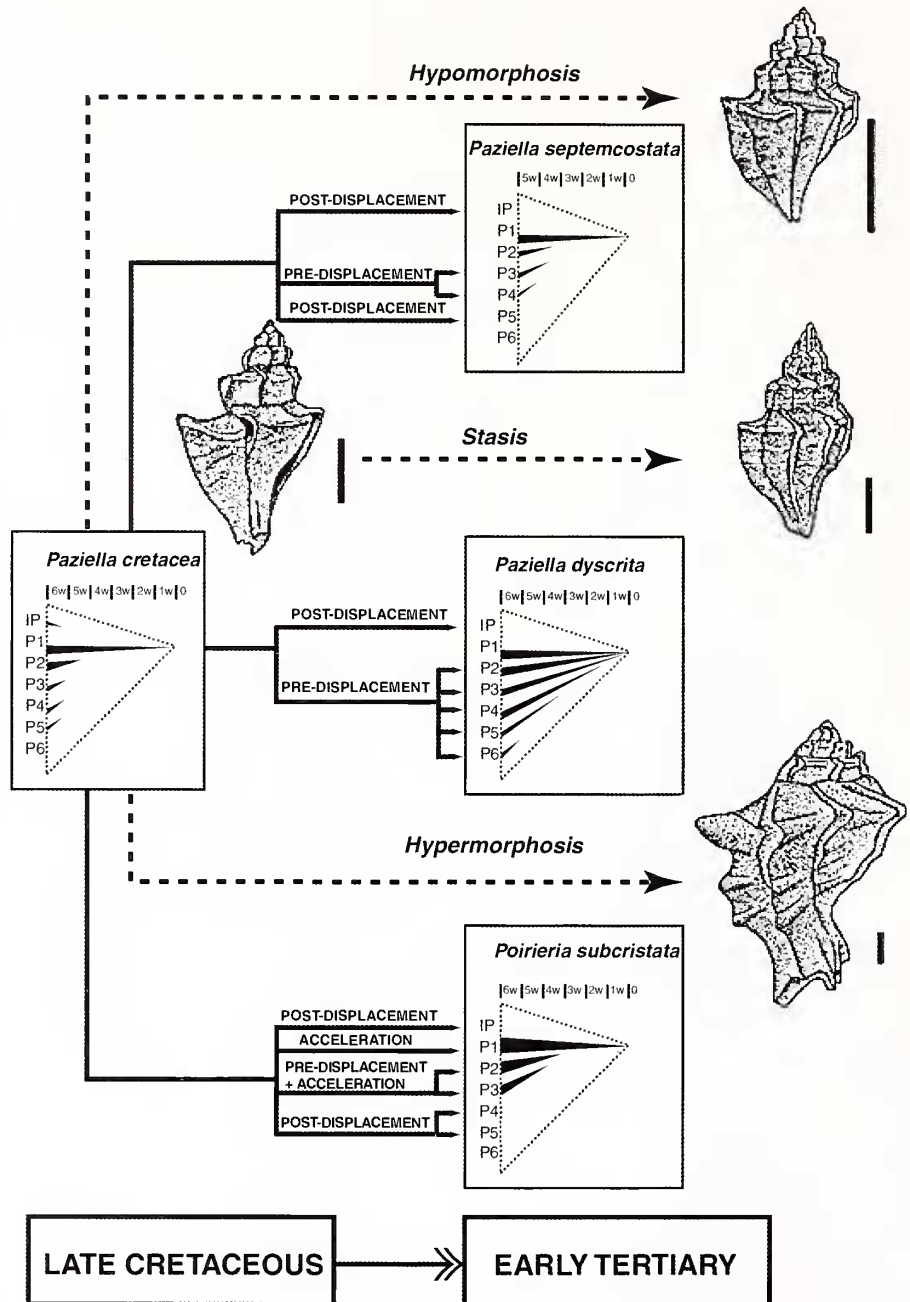 Hypomorphosis
Paziella septemcostata
5w 4w 3w 2w 1w 0
POST-DISPLACEMENT
IP
P1
P2
PRE-DISPLACEMENT
P3
P4
POST-DISPLACEMENT
P5
P6
Stasis
Paziella cretacea
6w 5w 4w 3w 2w 1w 0
IP
P1
P2
P3
P4
P5
P6
Paziella dyscrita
6w 5w 4w 3w 2w 1w 0
POST-DISPLACEMENT
IP
P1
P2
PRE-DISPLACEMENT
P3
P4
P5
P6
Hypermorphosis
Poirieria subcristata
6w 5w 4w 3w 2w 1w 0
POST-DISPLACEMENT
IP
ACCELERATION
P1
PRE-DISPLACEMENT
+ ACCELERATION
P2
P3
POST-DISPLACEMENT
P4
P5
P6
LATE CRETACEOUS
EARLY TERTIARY